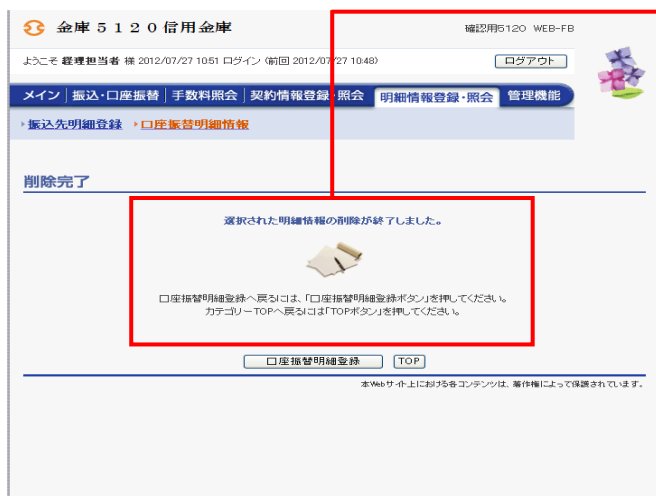 金庫５１２０信用金庫
確認用5120 WEB-FB
ようこそ 経理担当者 様 2012/07/27 10:51 ログイン (前回 2012/07/27 10:48)
ログアウト
メイン 振込・口座振替 手数料照会 契約情報登録・照会 明細情報登録・照会 管理機能
振込先明細登録 口座振替明細情報
削除完了
選択された明細情報の削除が終了しました。
口座振替明細登録へ戻るには、「口座振替明細登録ボタン」を押してください。
カテゴリーTOPへ戻るには「TOPボタン」を押してください。
口座振替明細登録 TOP
本Webサイト上における各コンテンツは、著作権によって保護されています。